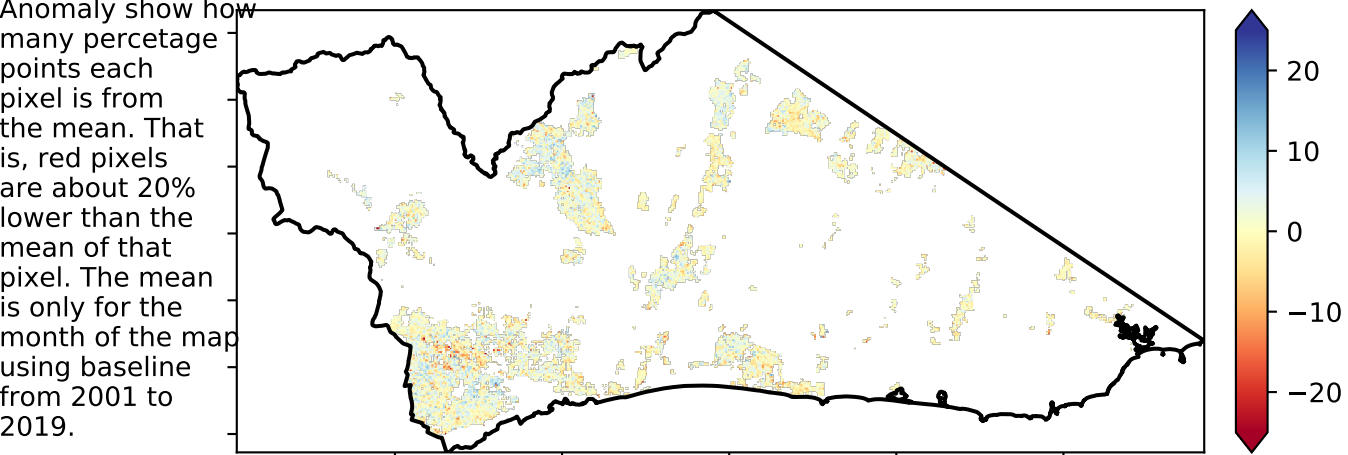 Anomaly show how
many percetage
points each
pixel is from
the mean. That
is, red pixels
are about 20%
lower than the
mean of that
pixel. The mean
is only for the
month of the map
using baseline
from 2001 to
2019.
20
10
0
−10
−20